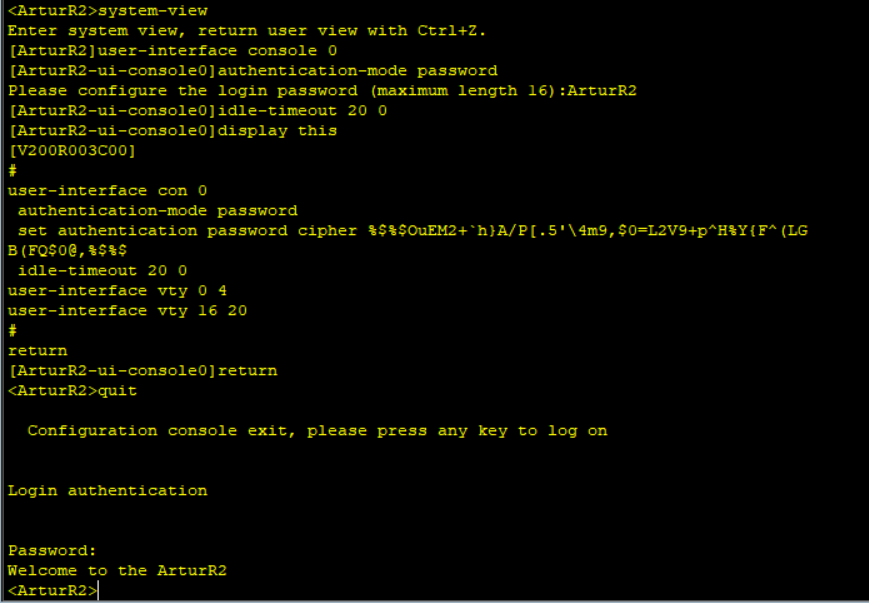 <ArturR2>system-view
Enter system view, return user view with Ctrl+Z.
[ArturR2]user-interface console 0
[ArturR2-ui-console0]authentication-mode password
Please configure the login password (maximum length 16):ArturR2
[ArturR2-ui-console0]idle-timeout 20 0
[ArturR2-ui-console0]display this
[V200R003C00]
#
user-interface con 0
 authentication-mode password
 set authentication password cipher %$%$OuEM2+`h}A/P[.5'\4m9,$0=L2V9+p^H%Y{F^(LG
B(FQ$0@,%$%$
 idle-timeout 20 0
user-interface vty 0 4
user-interface vty 16 20
#
return
[ArturR2-ui-console0]return
<ArturR2>quit
  Configuration console exit, please press any key to log on
Login authentication
Password:
Welcome to the ArturR2
<ArturR2>